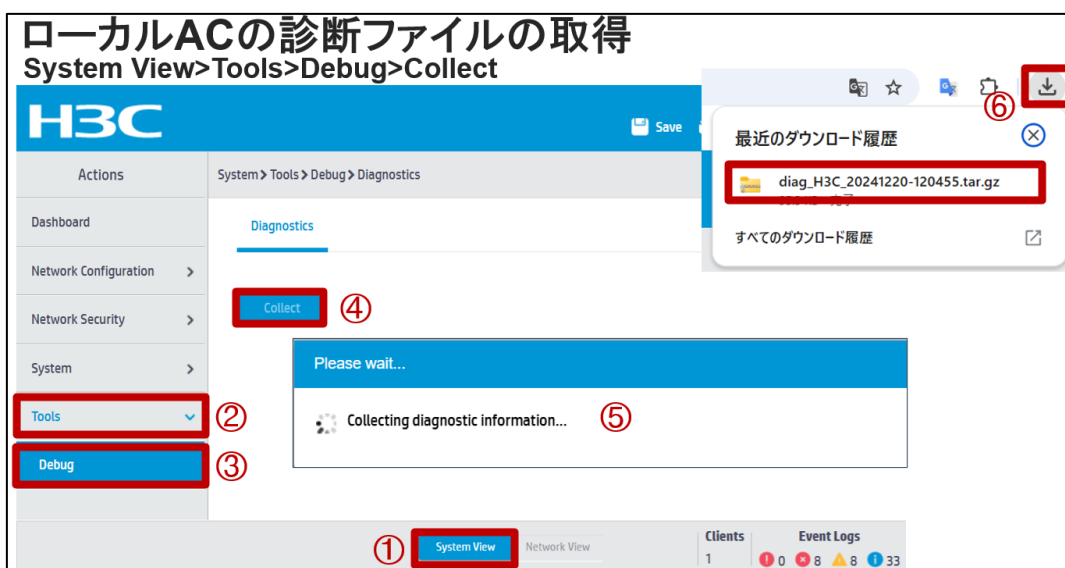 ローカルACの診断ファイルの取得
System View>Tools>Debug>Collect
⑥
H3C
Save
最近のダウンロード履歴
diag_H3C_20241220-120455.tar.gz
完了
すべてのダウンロード履歴
Actions
System > Tools > Debug > Diagnostics
Dashboard
Diagnostics
Network Configuration
Collect ④
Network Security
System
Please wait...
Tools ②
Collecting diagnostic information... ⑤
Debug ③
① System View Network View
Clients Event Logs
1 0 8 8 33